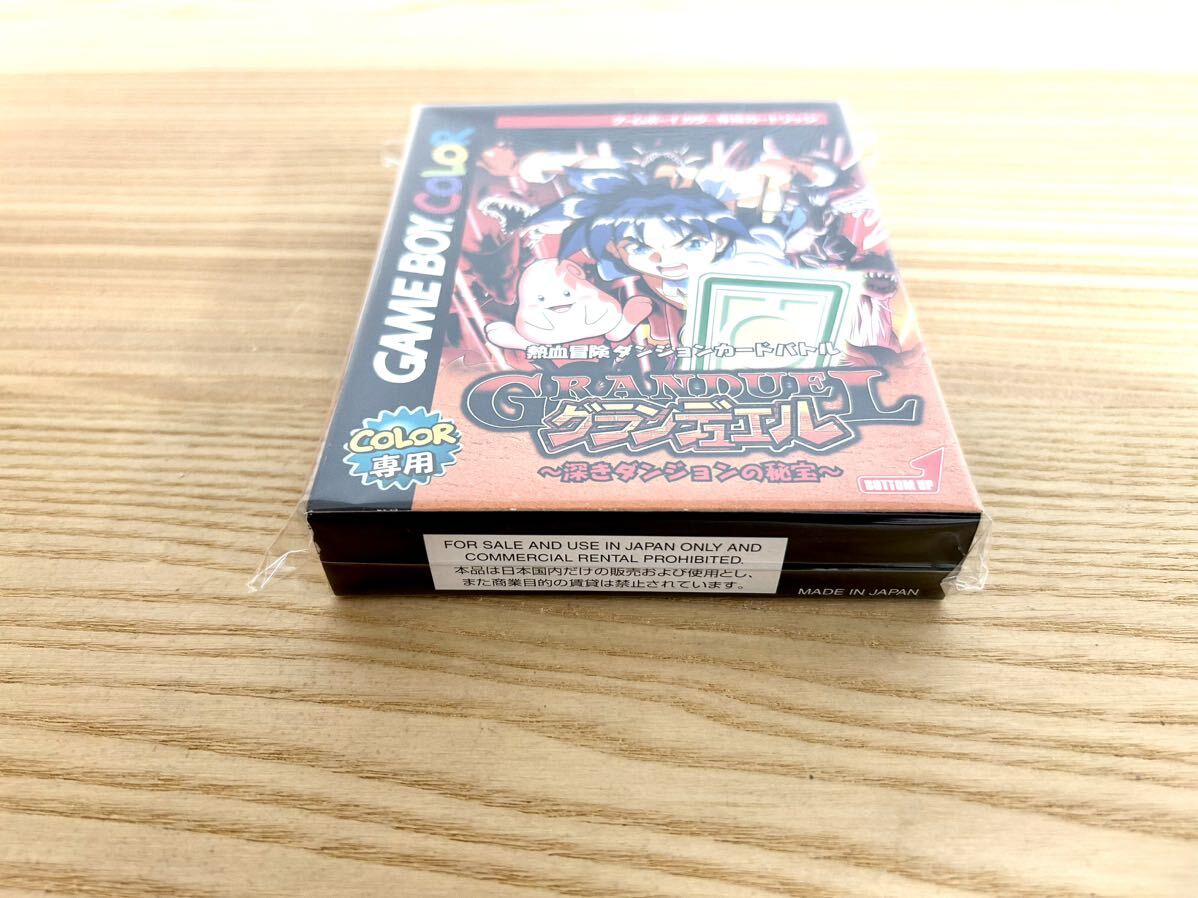 ゲームボーイカラー専用カートリッジ
GAME BOY COLOR
熱血冒険ダンジョンカードバトル
GRANDUEL
グランデュエル
～深きダンジョンの秘宝～
COLOR
専用
BOTTOM UP
FOR SALE AND USE IN JAPAN ONLY AND
COMMERCIAL RENTAL PROHIBITED.
本品は日本国内だけの販売および使用とし、
また商業目的の賃貸は禁止されています。
MADE IN JAPAN